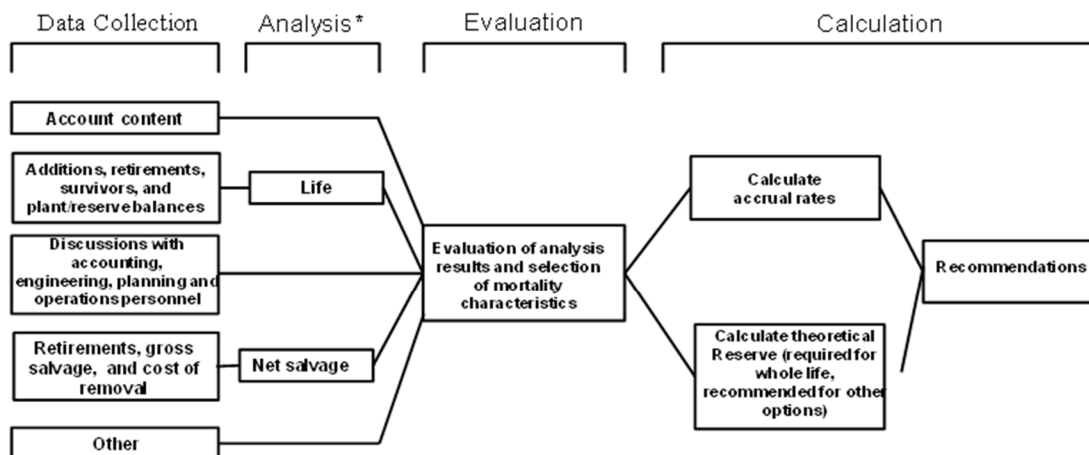 Data Collection
Analysis*
Evaluation
Calculation
Account content
Additions, retirements,
survivors, and
plant/reserve balances
Life
Discussions with
accounting,
engineering, planning and
operations personnel
Retirements, gross
salvage, and cost of
removal
Net salvage
Other
Evaluation of analysis
results and selection
of mortality
characteristics
Calculate
accrual rates
Calculate theoretical
Reserve (required for
whole life,
recommended for other
options)
Recommendations